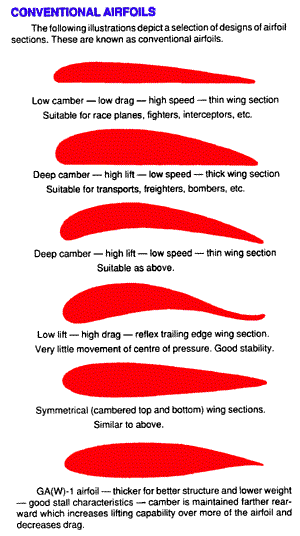 CONVENTIONAL AIRFOILS
The following illustrations depict a selection of designs of airfoil
sections. These are known as conventional airfoils.
Low camber — low drag — high speed — thin wing section
Suitable for race planes, fighters, interceptors, etc.
Deep camber — high lift — low speed — thick wing section
Suitable for transports, freighters, bombers, etc.
Deep camber — high lift — low speed — thin wing section
Suitable as above.
Low lift — high drag — reflex trailing edge wing section.
Very little movement of centre of pressure. Good stability.
Symmetrical (cambered top and bottom) wing sections.
Similar to above.
GA(W)-1 airfoil — thicker for better structure and lower weight
— good stall characteristics — camber is maintained farther rear-
ward which increases lifting capability over more of the airfoil and
decreases drag.